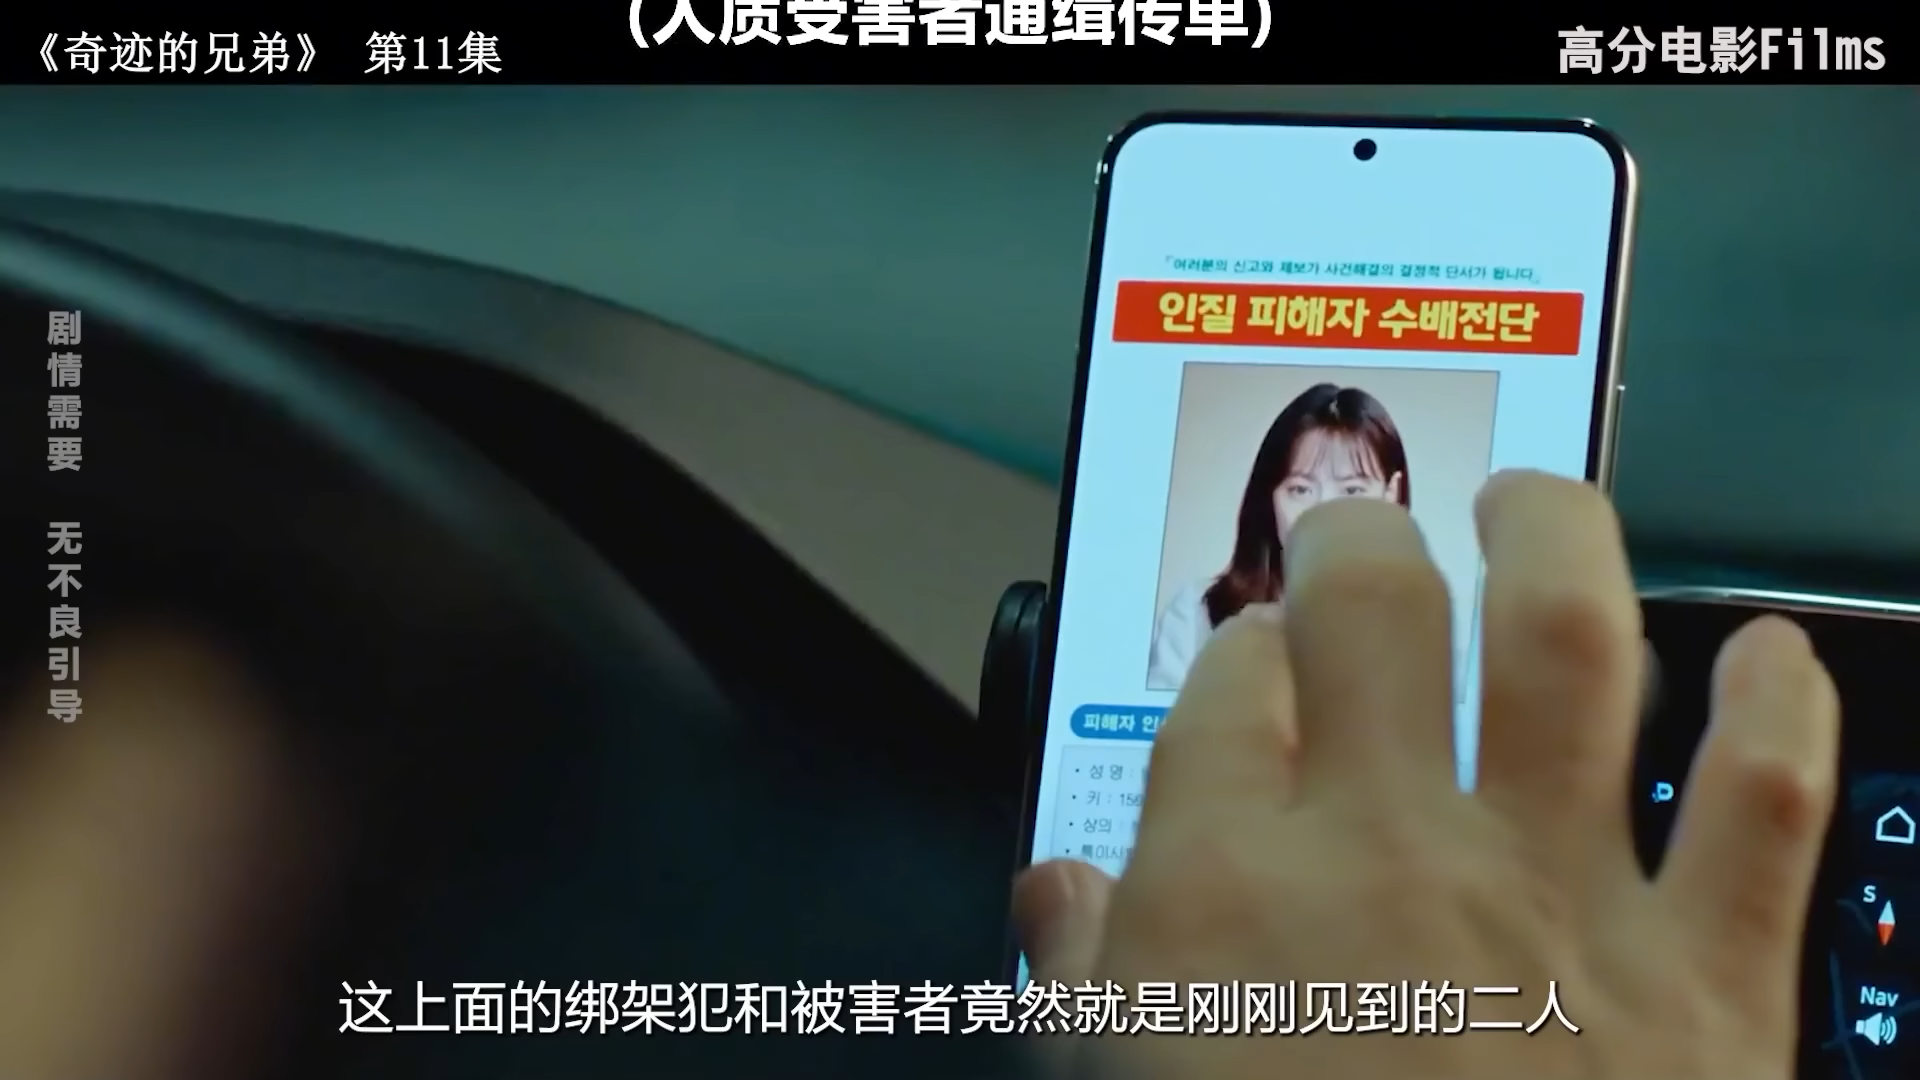 (人质受害者通缉传单)
《奇迹的兄弟》 第11集
高分电影Films
剧情需要 无不良引导
「여러분의 신고와 제보가 사건해결의 결정적 단서가 됩니다」
인질 피해자 수배전단
피해자
• 성 명 :
• 키 : 156
• 상의 :
P
S
Nav
这上面的绑架犯和被害者竟然就是刚刚见到的二人